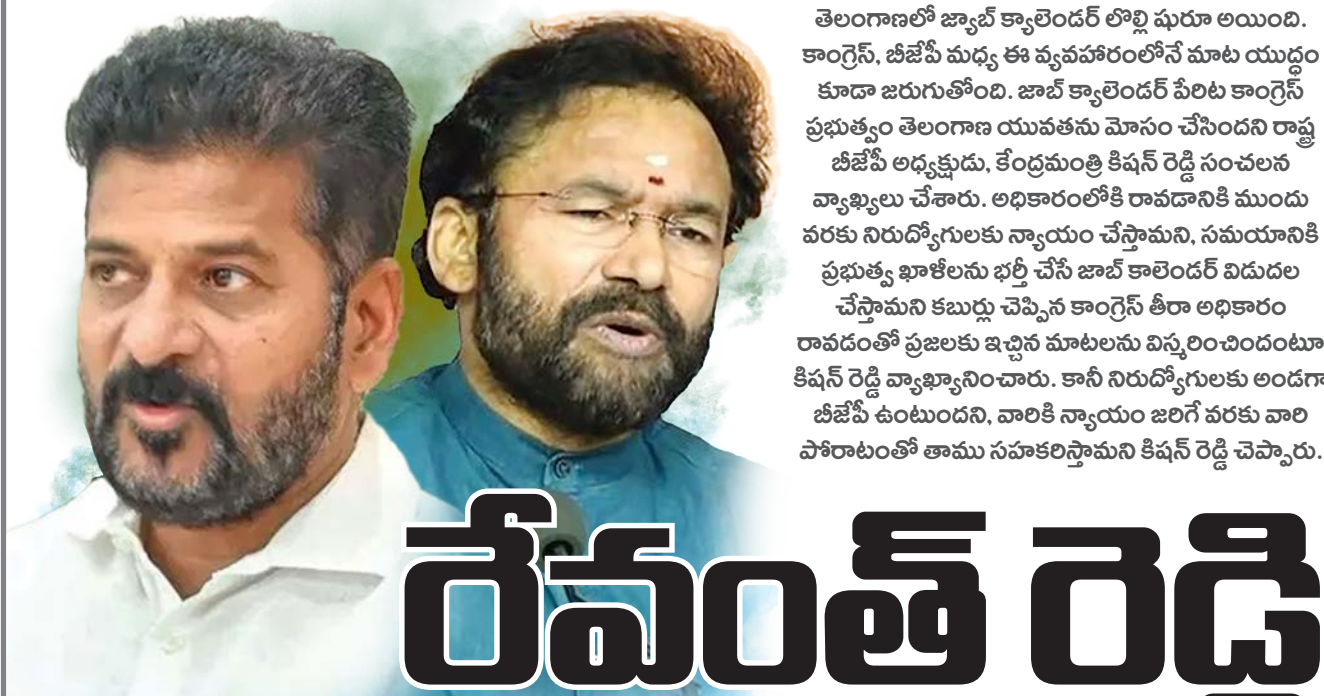 తెలంగాణలో జ్యాబ్ క్యాలెండర్ లొల్లి షురూ అయింది.
కాంగ్రెస్, బీజేపీ మధ్య ఈ వ్యవహారంలోనే మాట యుద్ధం
కూడా జరుగుతోంది. జాబ్ క్యాలెండర్ పేరిట కాంగ్రెస్
ప్రభుత్వం తెలంగాణ యువతను మోసం చేసిందని రాష్ట్ర
బీజేపీ అధ్యక్షుడు, కేంద్రమంత్రి కిషన్ రెడ్డి సంచలన
వ్యాఖ్యలు చేశారు. అధికారంలోకి రావడానికి ముందు
వరకు నిరుద్యోగులకు న్యాయం చేస్తామని, సమయానికి
ప్రభుత్వ ఖాళీలను భర్తీ చేసే జాబ్ కాలెండర్ విడుదల
చేస్తామని కబుర్లు చెప్పిన కాంగ్రెస్ తీరా అధికారం
రావడంతో ప్రజలకు ఇచ్చిన మాటలను విస్మరించిందంటూ
కిషన్ రెడ్డి వ్యాఖ్యానించారు. కానీ నిరుద్యోగులకు అండగా
బీజేపీ ఉంటుందని, వారికి న్యాయం జరిగే వరకు వారి
పోరాటంతో తాము సహకరిస్తామని కిషన్ రెడ్డి చెప్పారు.
రేవంత్ రెడ్డి